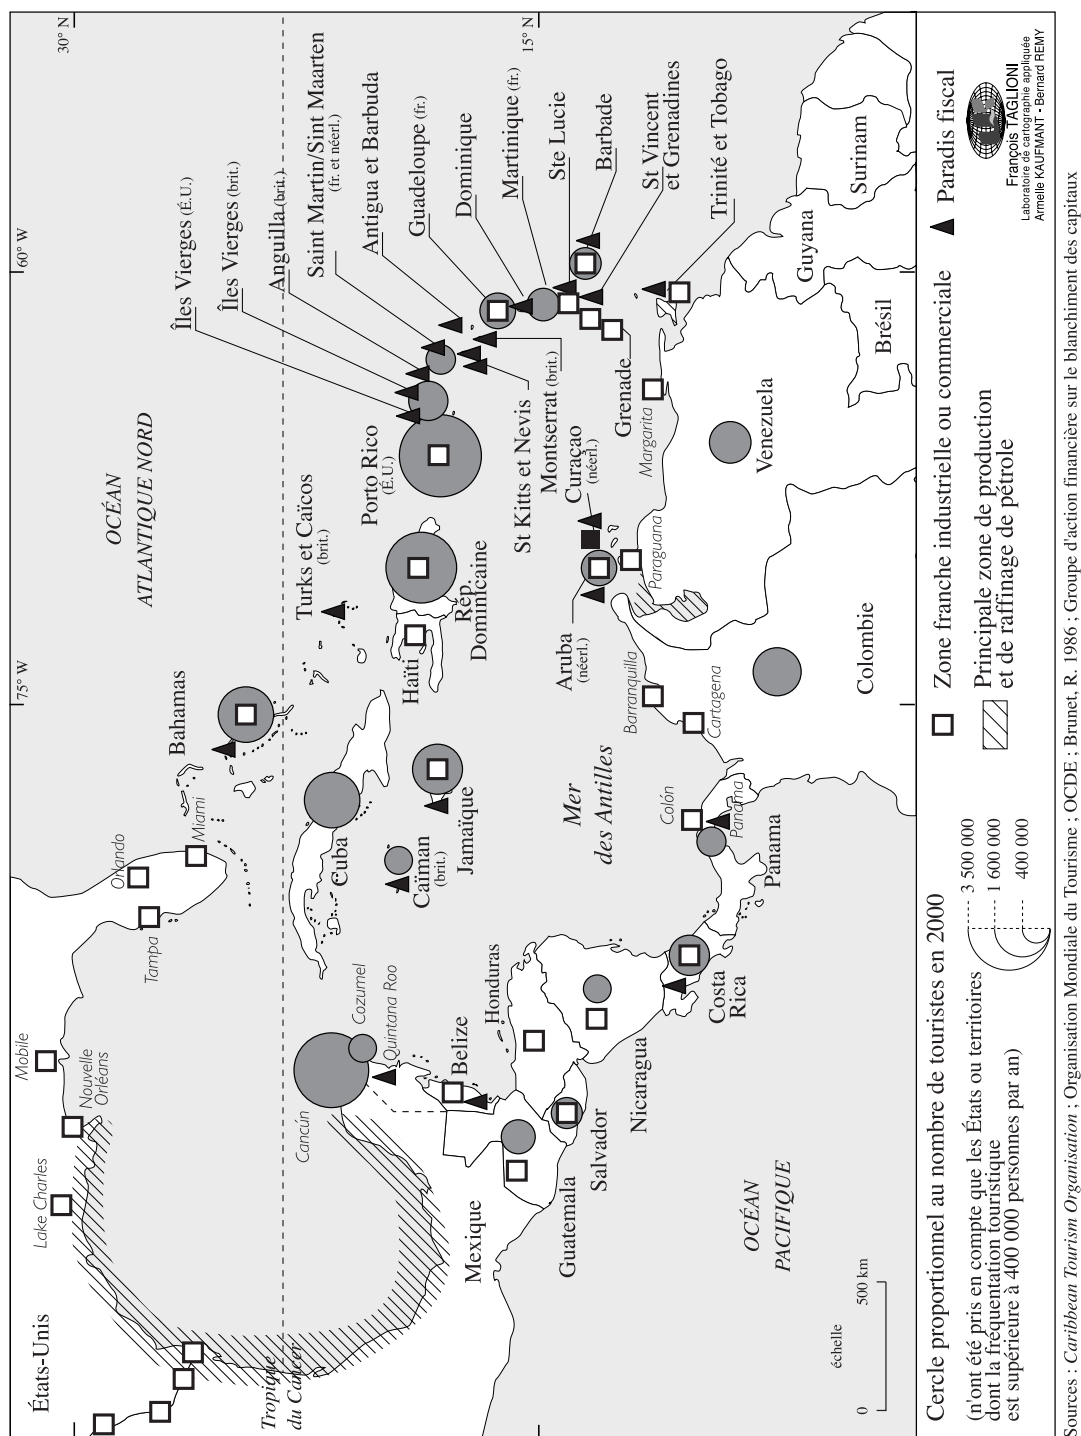 30° N
15° N
60° W
75° W
OCÉAN
ATLANTIQUE NORD
Îles Vierges (É.U.)
Îles Vierges (brit.)
Anguilla (brit.)
Saint Martin/Sint Maarten
(fr. et néerl.)
Antigua et Barbuda
Guadeloupe (fr.)
Dominique
Martinique (fr.)
Ste Lucie
Barbade
St Vincent
et Grenadines
Trinité et Tobago
Porto Rico
(É.U.)
St Kitts et Nevis
Montserrat (brit.)
Curaçao
(néerl.)
Grenade
Margarita
Paraguana
Aruba
(néerl.)
Turks et Caïcos
(brit.)
Rép.
Dominicaine
Haïti
Bahamas
Cuba
Caïman
(brit.)
Jamaïque
Mer
des Antilles
Barranquilla
Cartagena
Colombie
Venezuela
Brésil
Guyana
Surinam
Colón
Panama
Panama
Costa
Rica
Nicaragua
Honduras
Salvador
Guatemala
Belize
Quintana Roo
Cozumel
Cancún
Mexique
OCÉAN
PACIFIQUE
Miami
Orlando
Tampa
Mobile
Nouvelle
Orléans
Lake Charles
États-Unis
Tropique
du Cancer
échelle
0
500 km
Cercle proportionnel au nombre de touristes en 2000
(n'ont été pris en compte que les États ou territoires
dont la fréquentation touristique
est supérieure à 400 000 personnes par an)
3 500 000
1 600 000
400 000
Zone franche industrielle ou commerciale
Paradis fiscal
Principale zone de production
et de raffinage de pétrole
François TAGLIONI
Laboratoire de cartographie appliquée
Armelle KAUFMANT - Bernard REMY
Sources : Caribbean Tourism Organisation ; Organisation Mondiale du Tourisme ; OCDE ; Brunet, R. 1986 ; Groupe d'action financière sur le blanchiment des capitaux